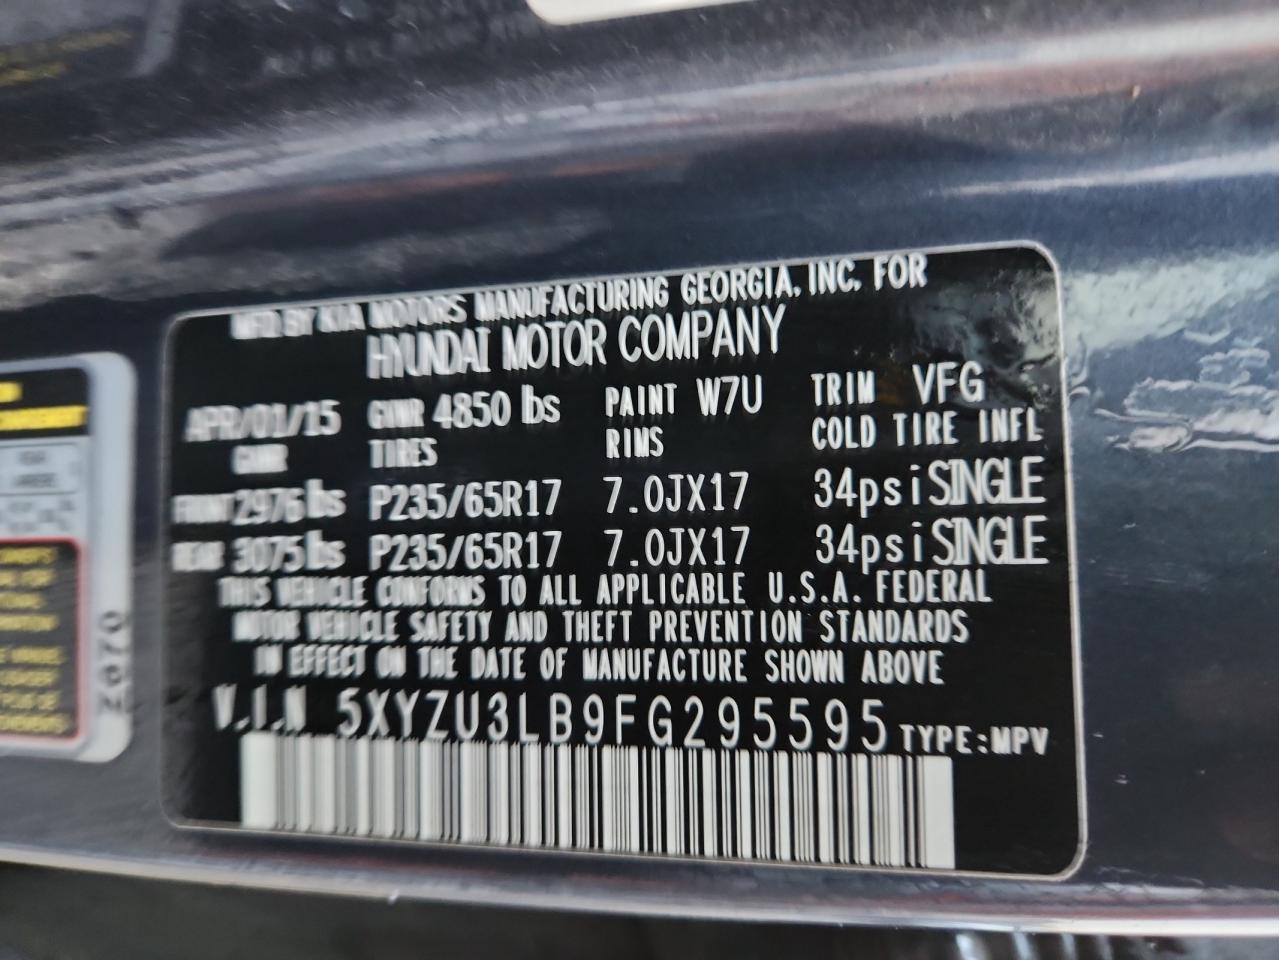 MFD BY KIA MOTORS MANUFACTURING GEORGIA, INC. FOR
HYUNDAI MOTOR COMPANY
APR/01/15 GVWR 4850 lbs PAINT W7U TRIM VFG
GAWR TIRES RIMS COLD TIRE INFL
FRONT 2976 lbs P235/65R17 7.0JX17 34psi SINGLE
REAR 3075 lbs P235/65R17 7.0JX17 34psi SINGLE
THIS VEHICLE CONFORMS TO ALL APPLICABLE U.S.A. FEDERAL
MOTOR VEHICLE SAFETY AND THEFT PREVENTION STANDARDS
IN EFFECT ON THE DATE OF MANUFACTURE SHOWN ABOVE
V.I.N 5XYZU3LB9FG295595 TYPE:MPV